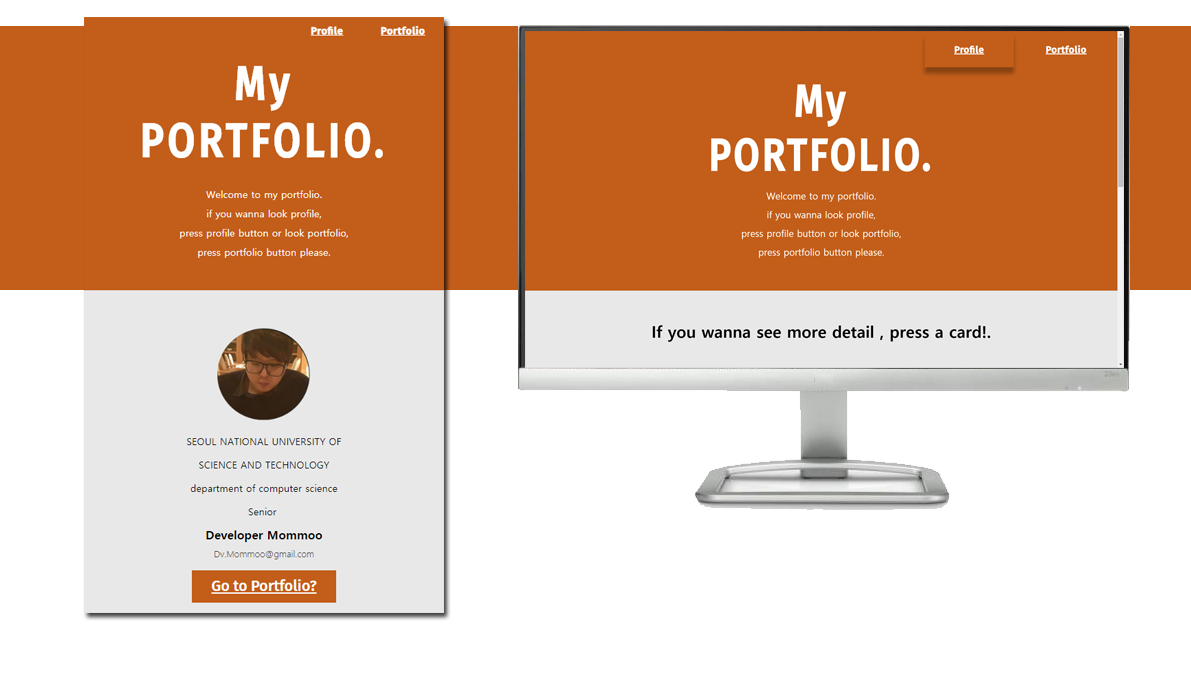 Profile Portfolio
My
PORTFOLIO.
Welcome to my portfolio.
if you wanna look profile,
press profile button or look portfolio,
press portfolio button please.
SEOUL NATIONAL UNIVERSITY OF
SCIENCE AND TECHNOLOGY
department of computer science
Senior
Developer Mommoo
Dv.Mommoo@gmail.com
Go to Portfolio?
Profile Portfolio
My
PORTFOLIO.
Welcome to my portfolio.
if you wanna look profile,
press profile button or look portfolio,
press portfolio button please.
If you wanna see more detail , press a card!.